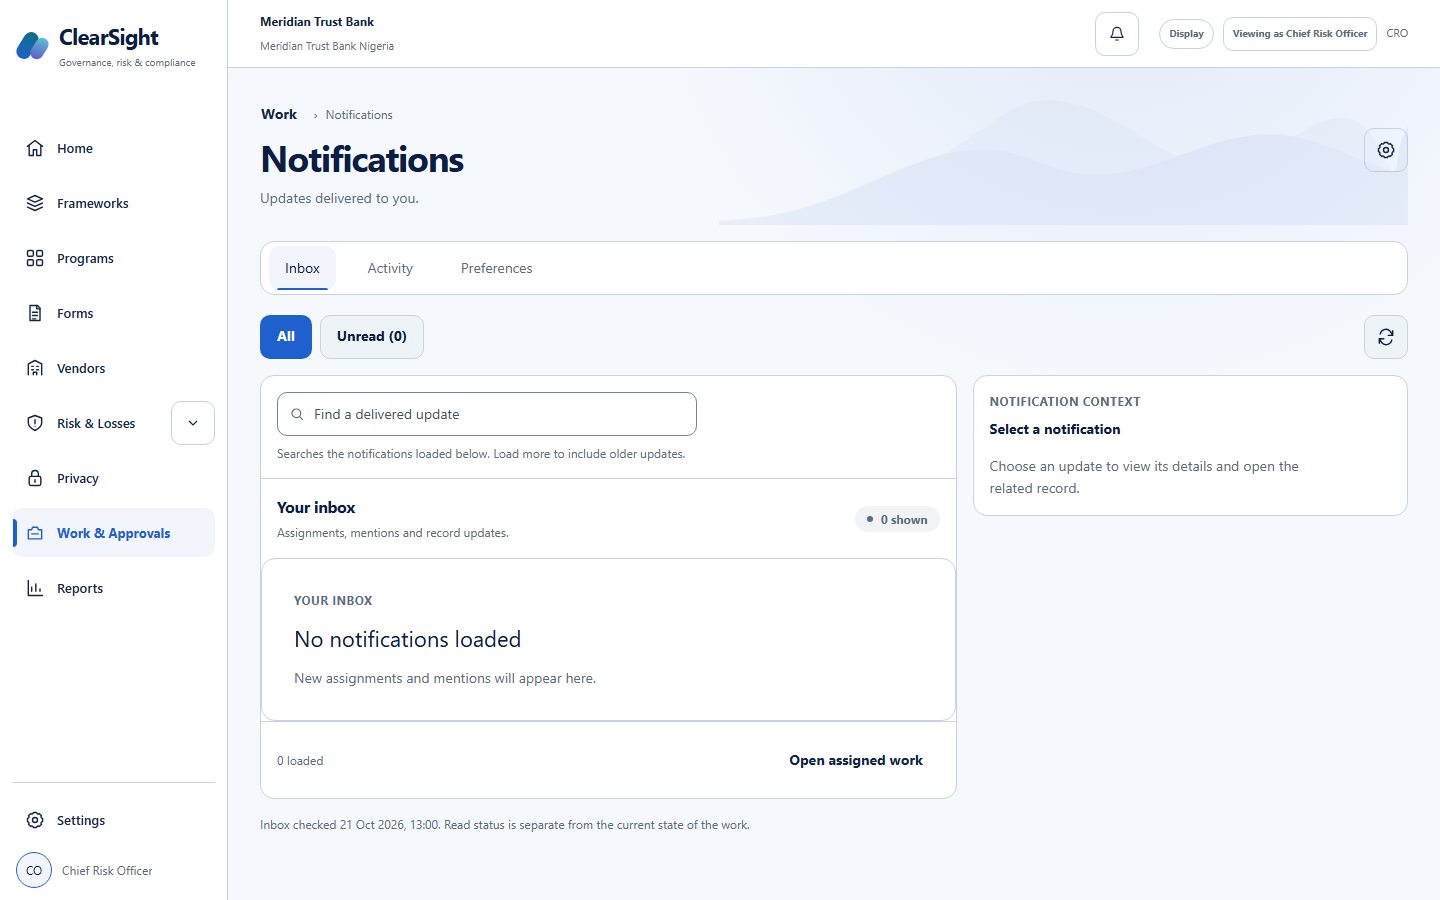 ClearSight
Governance, risk & compliance
Home
Frameworks
Programs
Forms
Vendors
Risk & Losses
Privacy
Work & Approvals
Reports
Settings
CO
Chief Risk Officer
Meridian Trust Bank
Meridian Trust Bank Nigeria
Display
Viewing as Chief Risk Officer
CRO
Work › Notifications
Notifications
Updates delivered to you.
Inbox
Activity
Preferences
All
Unread (0)
Find a delivered update
Searches the notifications loaded below. Load more to include older updates.
Your inbox
Assignments, mentions and record updates.
0 shown
YOUR INBOX
No notifications loaded
New assignments and mentions will appear here.
0 loaded
Open assigned work
Inbox checked 21 Oct 2026, 13:00. Read status is separate from the current state of the work.
NOTIFICATION CONTEXT
Select a notification
Choose an update to view its details and open the
related record.